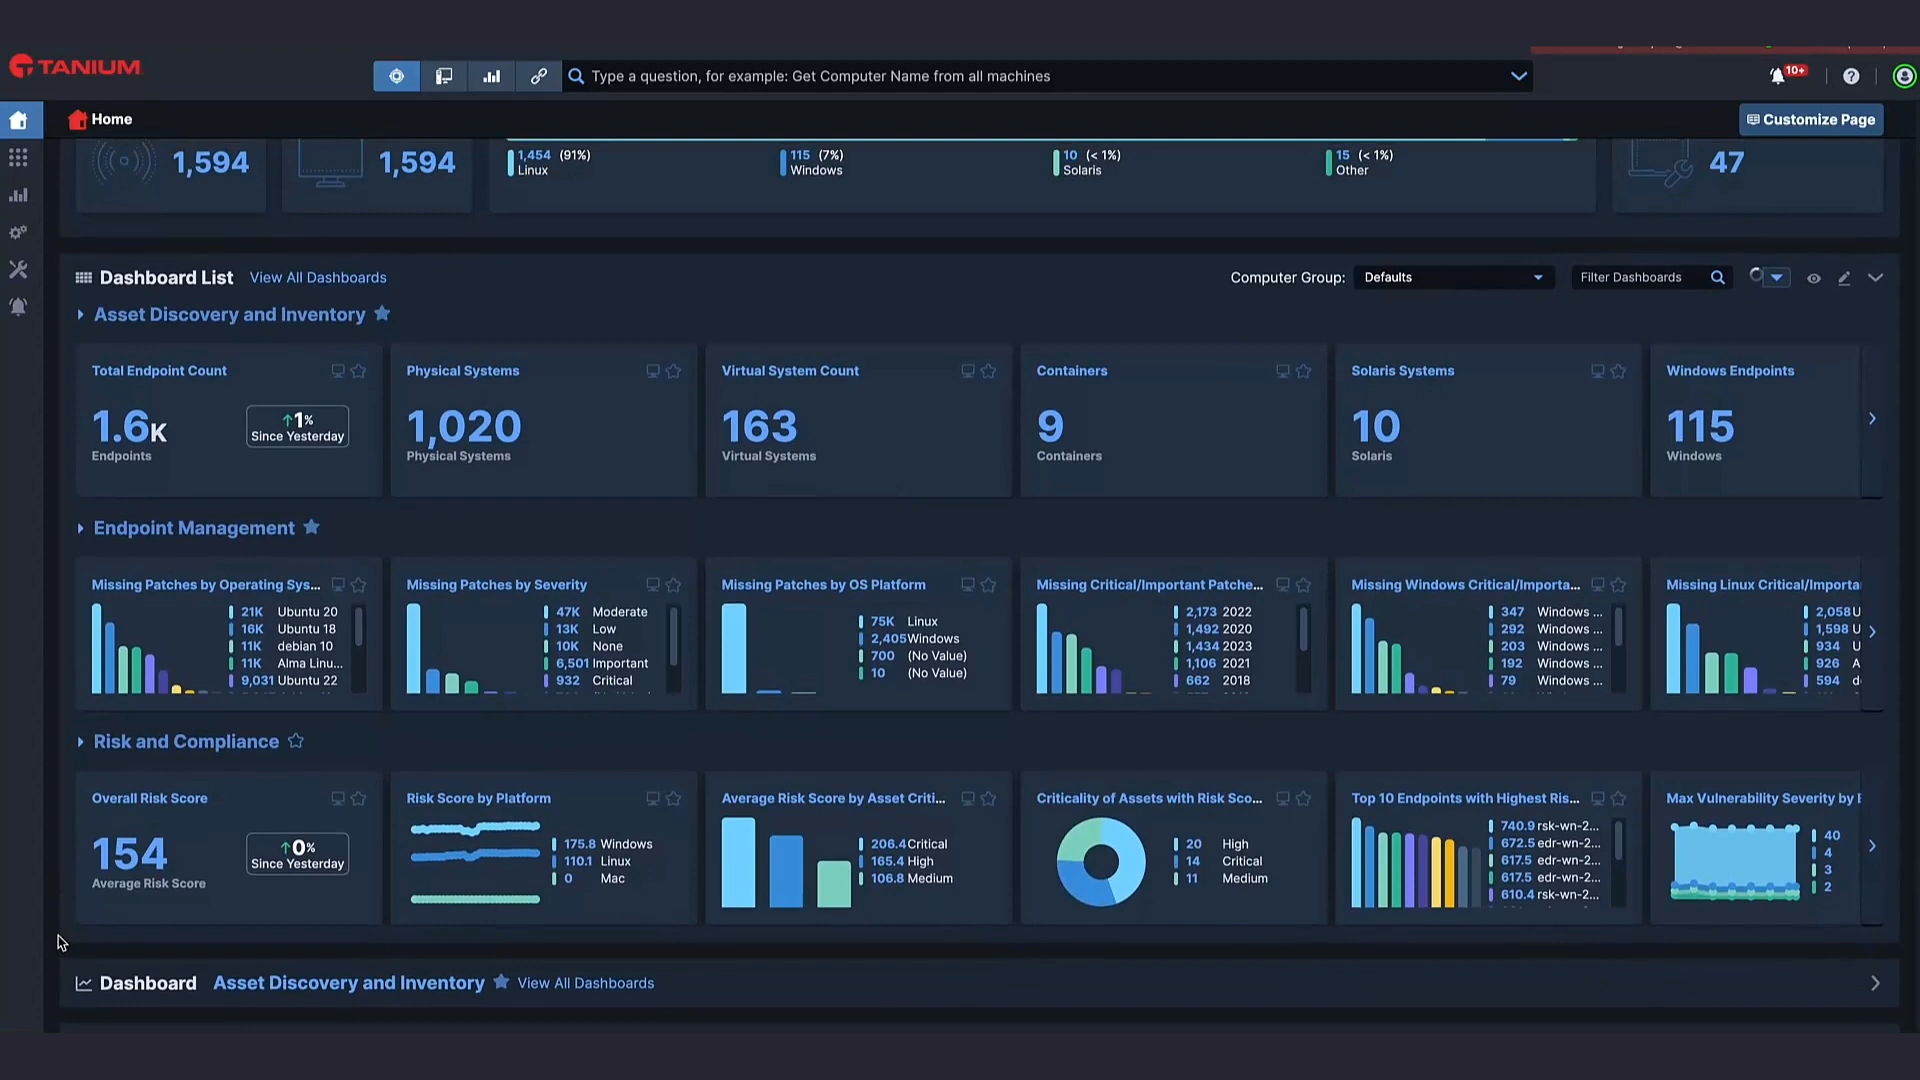 TANIUM
Type a question, for example: Get Computer Name from all machines
10+
Home
Customize Page
1,594
1,594
1,454 (91%)
Linux
115 (7%)
Windows
10 (< 1%)
Solaris
15 (< 1%)
Other
47
Dashboard List View All Dashboards
Computer Group: Defaults
Filter Dashboards
Asset Discovery and Inventory
Total Endpoint Count
1.6K
Endpoints
↑1%
Since Yesterday
Physical Systems
1,020
Physical Systems
Virtual System Count
163
Virtual Systems
Containers
9
Containers
Solaris Systems
10
Solaris
Windows Endpoints
115
Windows
Endpoint Management
Missing Patches by Operating Sys...
21K Ubuntu 20
16K Ubuntu 18
11K debian 10
11K Alma Linu...
9,031 Ubuntu 22
Missing Patches by Severity
47K Moderate
13K Low
10K None
6,501 Important
932 Critical
Missing Patches by OS Platform
75K Linux
2,405 Windows
700 (No Value)
10 (No Value)
Missing Critical/Important Patche...
2,173 2022
1,492 2020
1,434 2023
1,106 2021
662 2018
Missing Windows Critical/Importa...
347 Windows ...
292 Windows ...
203 Windows ...
192 Windows ...
79 Windows ...
Missing Linux Critical/Importa
2,058 U
1,598 U
934 U
926 A
594 d
Risk and Compliance
Overall Risk Score
154
Average Risk Score
↑0%
Since Yesterday
Risk Score by Platform
175.8 Windows
110.1 Linux
0 Mac
Average Risk Score by Asset Criti...
206.4 Critical
165.4 High
106.8 Medium
Criticality of Assets with Risk Sco...
20 High
14 Critical
11 Medium
Top 10 Endpoints with Highest Ris...
740.9 rsk-wn-2...
672.5 edr-wn-2...
617.5 edr-wn-2...
617.5 edr-wn-2...
610.4 rsk-wn-2...
Max Vulnerability Severity by E
40
4
3
2
Dashboard Asset Discovery and Inventory View All Dashboards